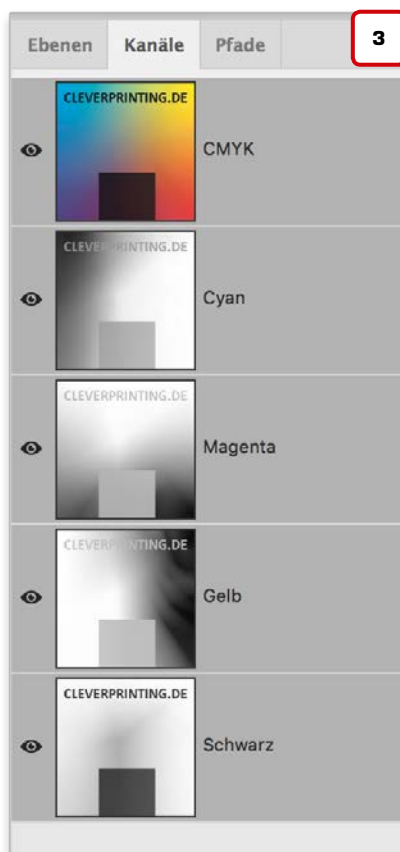 Ebenen Kanäle Pfade 3
CLEVERPRINTING.DE
CMYK
CLEVERPRINTING.DE
Cyan
CLEVERPRINTING.DE
Magenta
CLEVERPRINTING.DE
Gelb
CLEVERPRINTING.DE
Schwarz